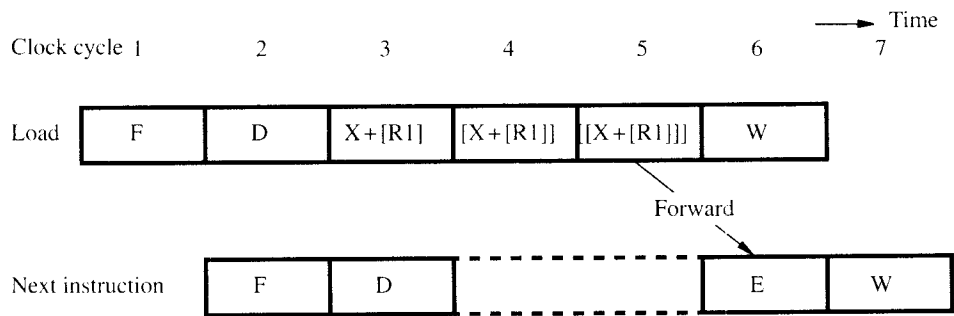 Time
Clock cycle 1 2 3 4 5 6 7
Load F D X+[R1] [X+[R1]] [[X+[R1]]] W
Forward
Next instruction F D E W